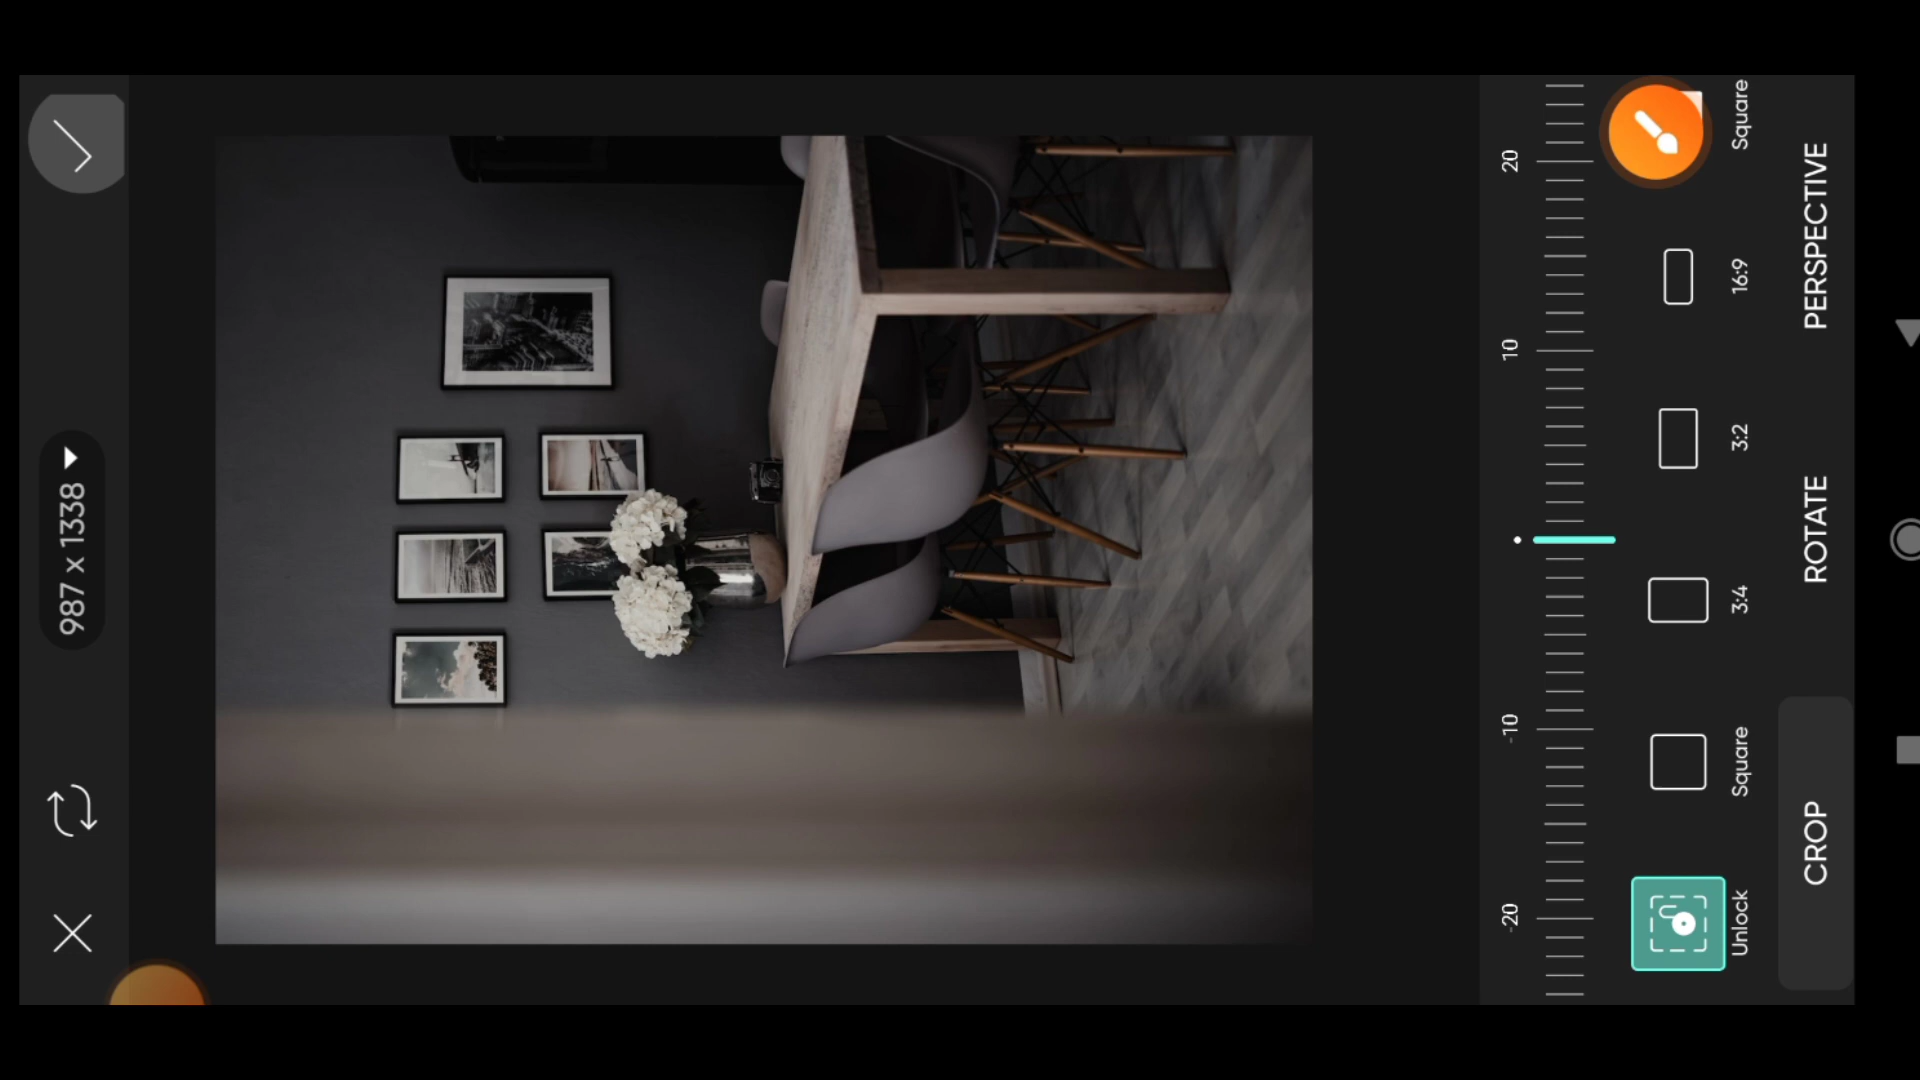 987 x 1338
-20
-10
10
20
Unlock
Square
3:4
3:2
16:9
Square
CROP
ROTATE
PERSPECTIVE